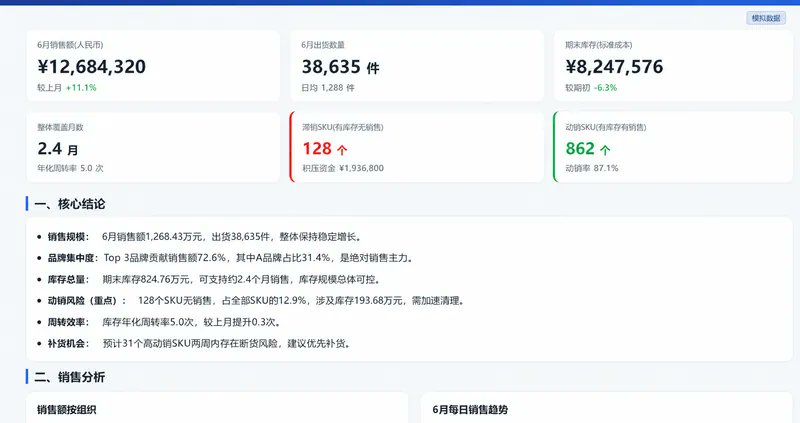 模拟数据
6月销售额(人民币)
¥12,684,320
较上月 +11.1%
6月出货数量
38,635 件
日均 1,288 件
期末库存(标准成本)
¥8,247,576
较期初 -6.3%
整体覆盖月数
2.4 月
年化周转率 5.0 次
滞销SKU(有库存无销售)
128 个
积压资金 ¥1,936,800
动销SKU(有库存有销售)
862 个
动销率 87.1%
一、核心结论
• 销售规模： 6月销售额1,268.43万元，出货38,635件，整体保持稳定增长。
• 品牌集中度：Top 3品牌贡献销售额72.6%，其中A品牌占比31.4%，是绝对销售主力。
• 库存总量： 期末库存824.76万元，可支持约2.4个月销售，库存规模总体可控。
• 动销风险（重点）： 128个SKU无销售，占全部SKU的12.9%，涉及库存193.68万元，需加速清理。
• 周转效率： 库存年化周转率5.0次，较上月提升0.3次。
• 补货机会： 预计31个高动销SKU两周内存在断货风险，建议优先补货。
二、销售分析
销售额按组织
6月每日销售趋势